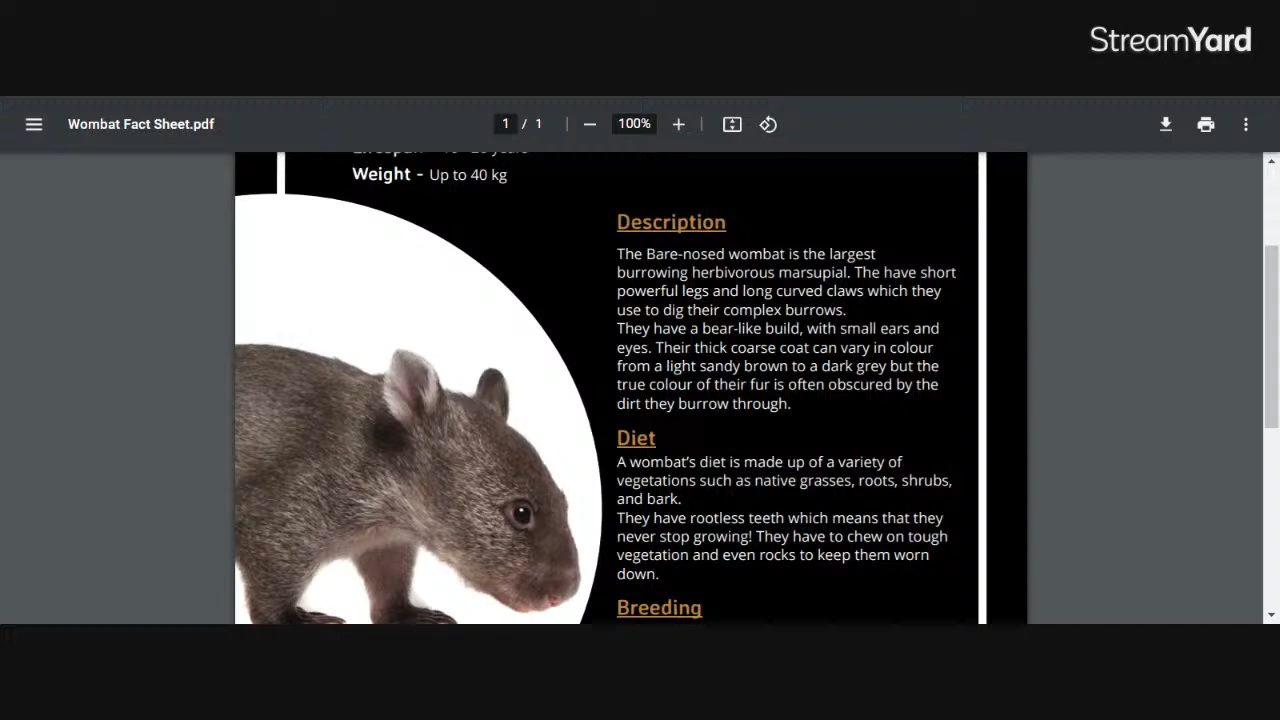 StreamYard
Wombat Fact Sheet.pdf
1 / 1
100%
Weight - Up to 40 kg
Description
The Bare-nosed wombat is the largest
burrowing herbivorous marsupial. The have short
powerful legs and long curved claws which they
use to dig their complex burrows.
They have a bear-like build, with small ears and
eyes. Their thick coarse coat can vary in colour
from a light sandy brown to a dark grey but the
true colour of their fur is often obscured by the
dirt they burrow through.
Diet
A wombat's diet is made up of a variety of
vegetations such as native grasses, roots, shrubs,
and bark.
They have rootless teeth which means that they
never stop growing! They have to chew on tough
vegetation and even rocks to keep them worn
down.
Breeding